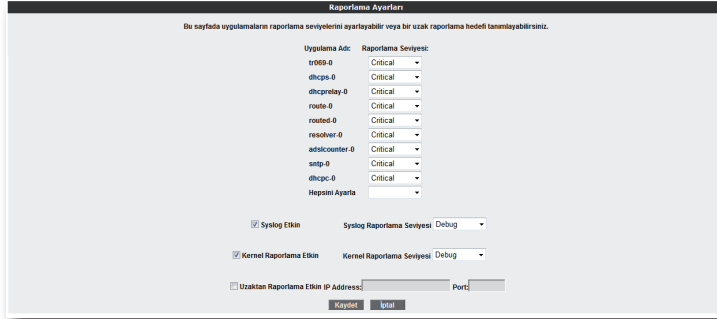 Raporlama Ayarları
Bu sayfada uygulamaların raporlama seviyelerini ayarlayabilir veya bir uzak raporlama hedefi tanımlayabilirsiniz.
Uygulama Adı: Raporlama Seviyesi:
tr069-0 Critical
dhcps-0 Critical
dhcprelay-0 Critical
route-0 Critical
routed-0 Critical
resolver-0 Critical
adslcounter-0 Critical
sntp-0 Critical
dhcpc-0 Critical
Hepsini Ayarla
Syslog Etkin Syslog Raporlama Seviyesi Debug
Kernel Raporlama Etkin Kernel Raporlama Seviyesi Debug
Uzaktan Raporlama Etkin IP Address: Port:
Kaydet İptal